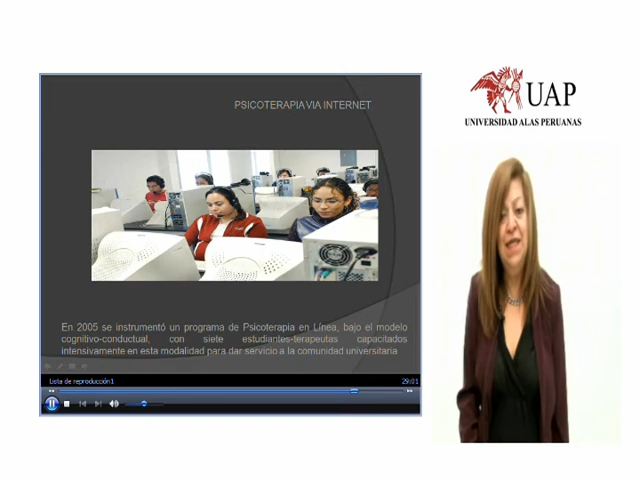 PSICOTERAPIA VIA INTERNET
En 2005 se instrumentó un programa de Psicoterapia en Línea, bajo el modelo
cognitivo-conductual, con siete estudiantes-terapeutas capacitados
intensivamente en esta modalidad para dar servicio a la comunidad universitaria
Lista de reproducción1
29:01
UAP
UNIVERSIDAD ALAS PERUANAS